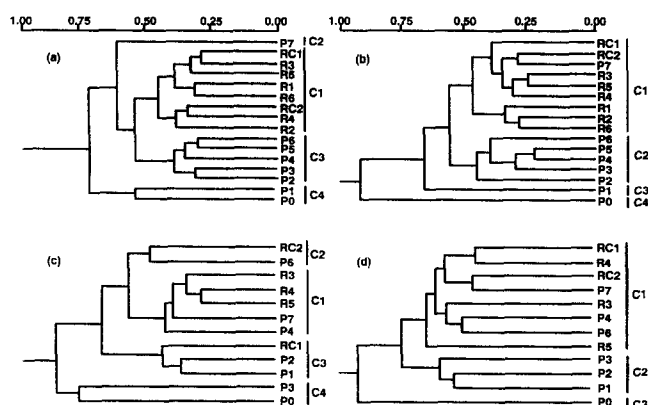 1.00 0.75 0.50 0.25 0.00
(a)
P7 C2
RC1
R3
R5
R1 C1
R6
RC2
R4
R2
P6
P5
P4 C3
P3
P2
P1 C4
P0
1.00 0.75 0.50 0.25 0.00
(b)
RC1
RC2
P7
R3
R5 C1
R4
R1
R2
R6
P6
P5
P4 C2
P3
P2
P1 C3
P0 C4
(c)
RC2 C2
P6
R3
R4 C1
R5
P7
P4
RC1
P2 C3
P1
P3 C4
P0
(d)
RC1
R4
RC2
P7 C1
R3
P4
P6
R5
P3
P2 C2
P1
P0 C3